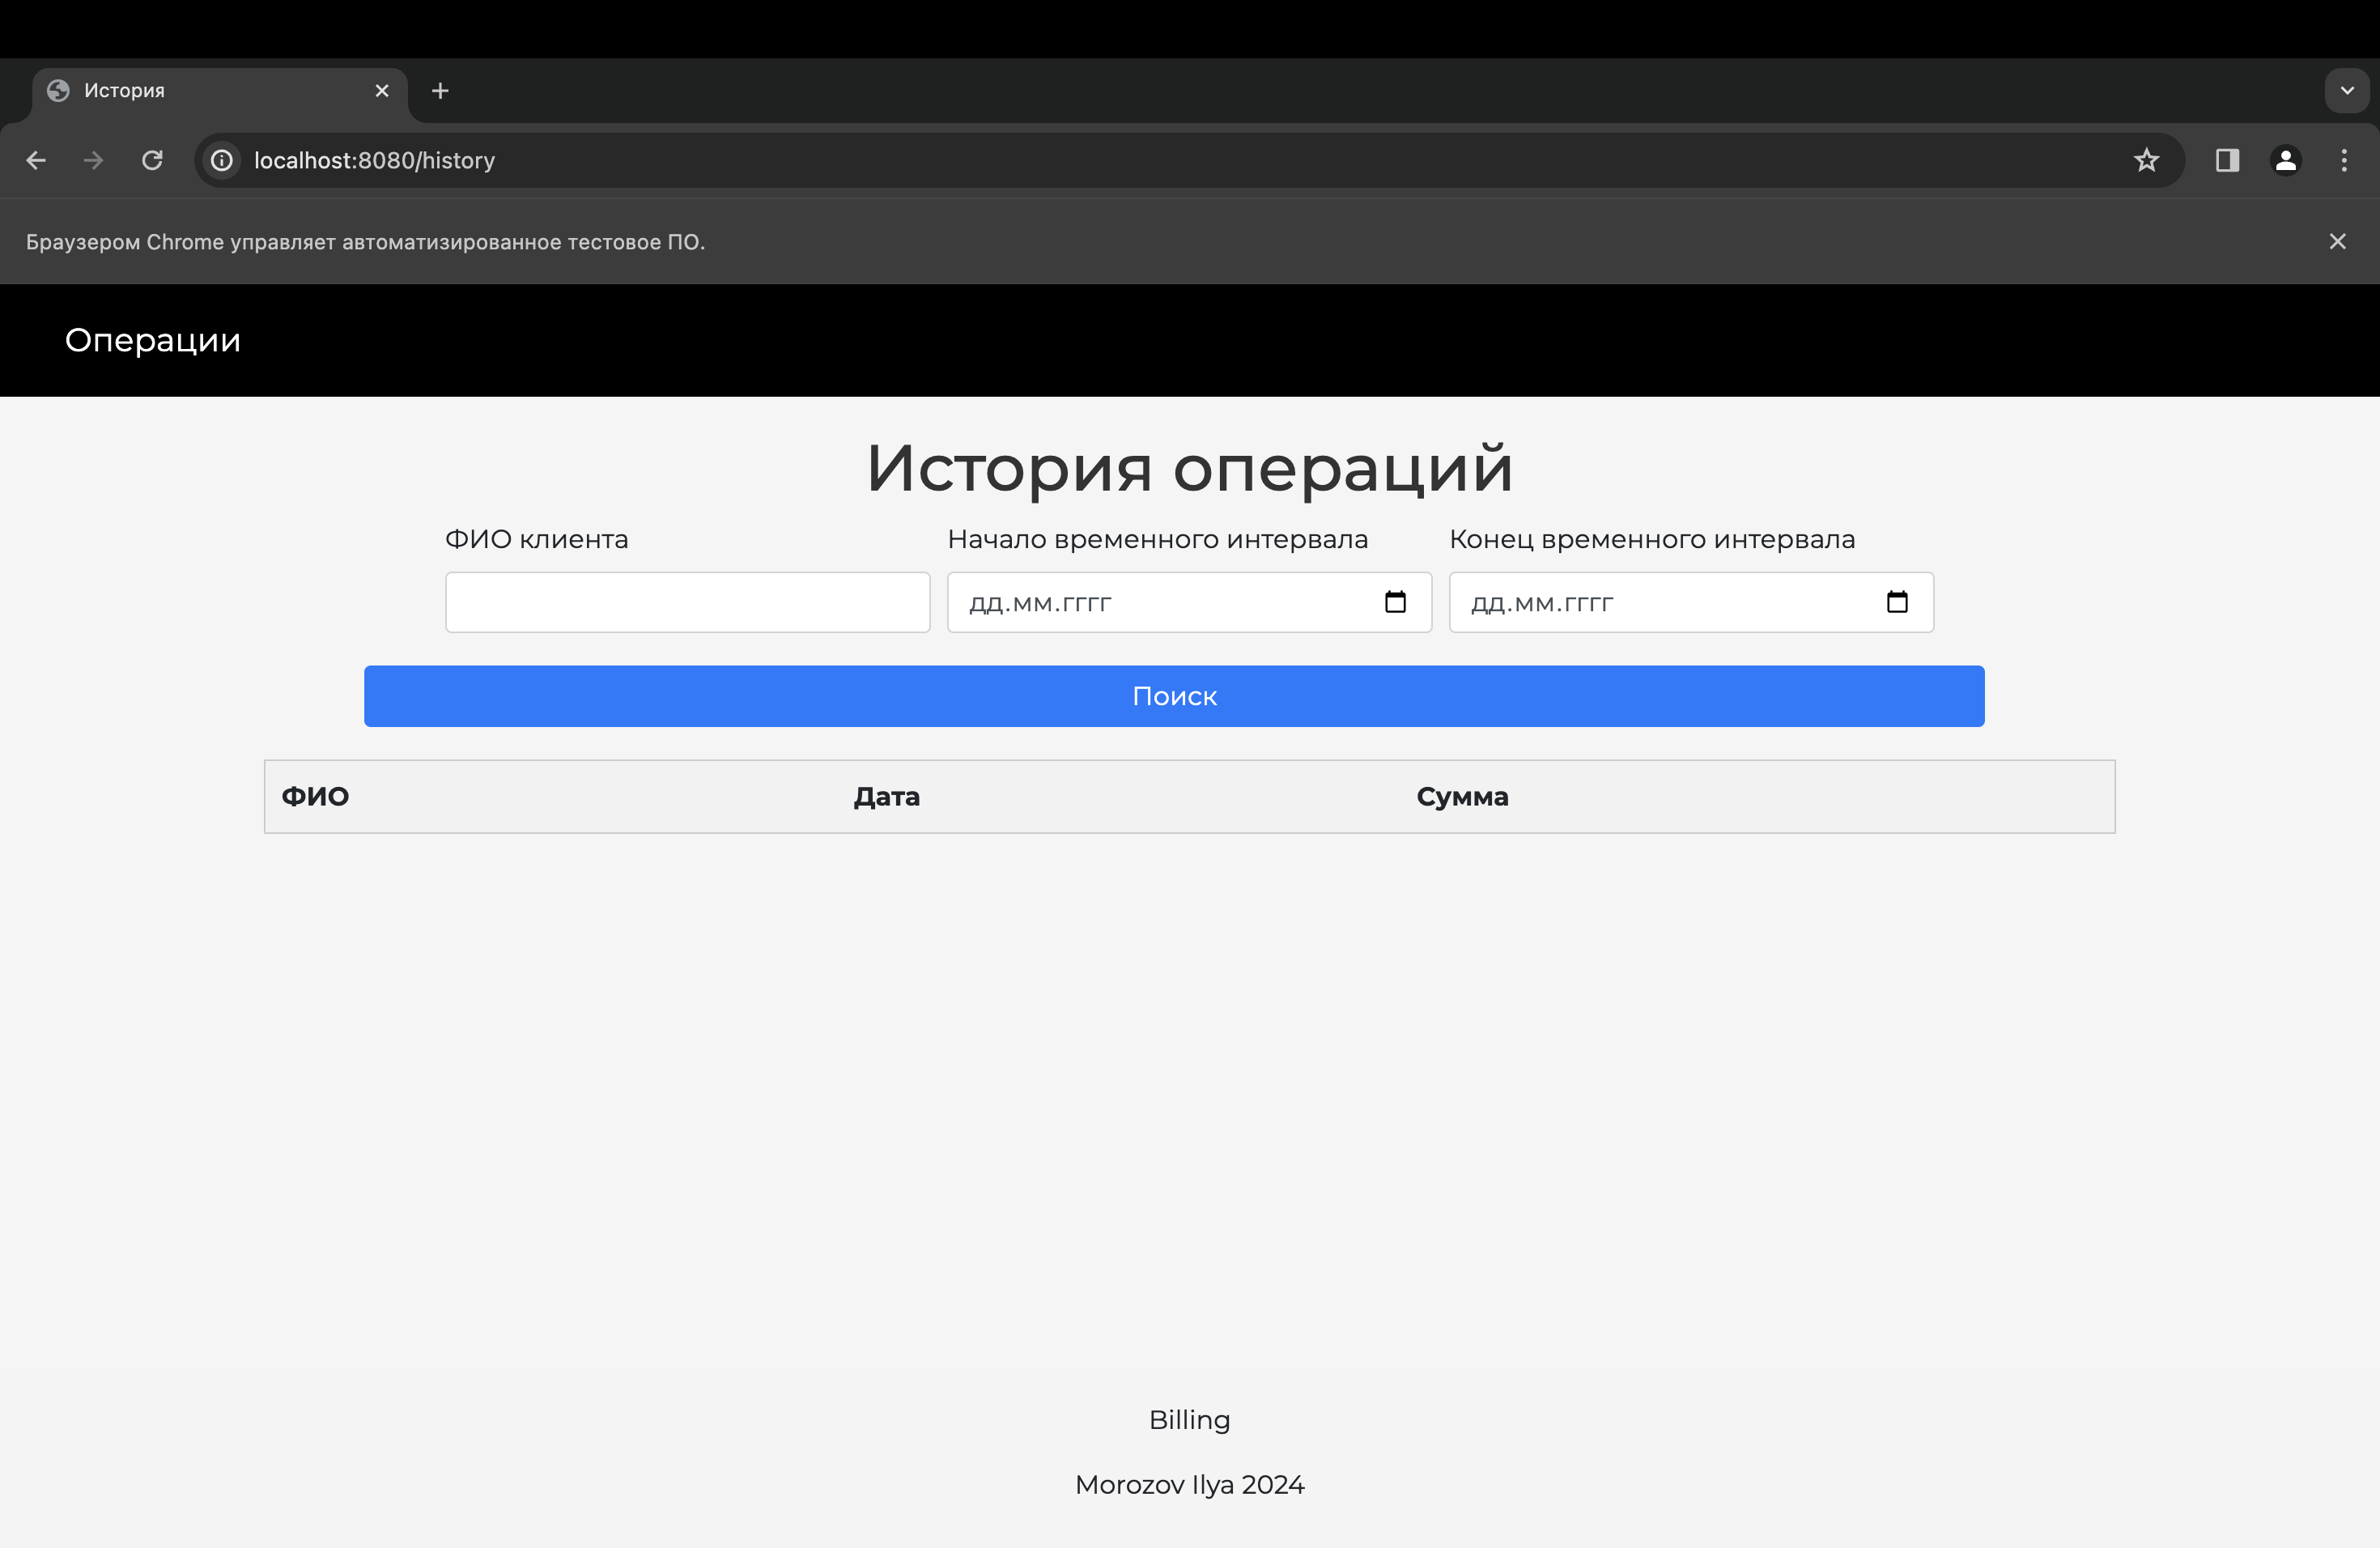 История
localhost:8080/history
Браузером Chrome управляет автоматизированное тестовое ПО.
Операции
История операций
ФИО клиента Начало временного интервала Конец временного интервала
дд.мм.гггг дд.мм.гггг
Поиск
ФИО Дата Сумма
Billing
Morozov Ilya 2024